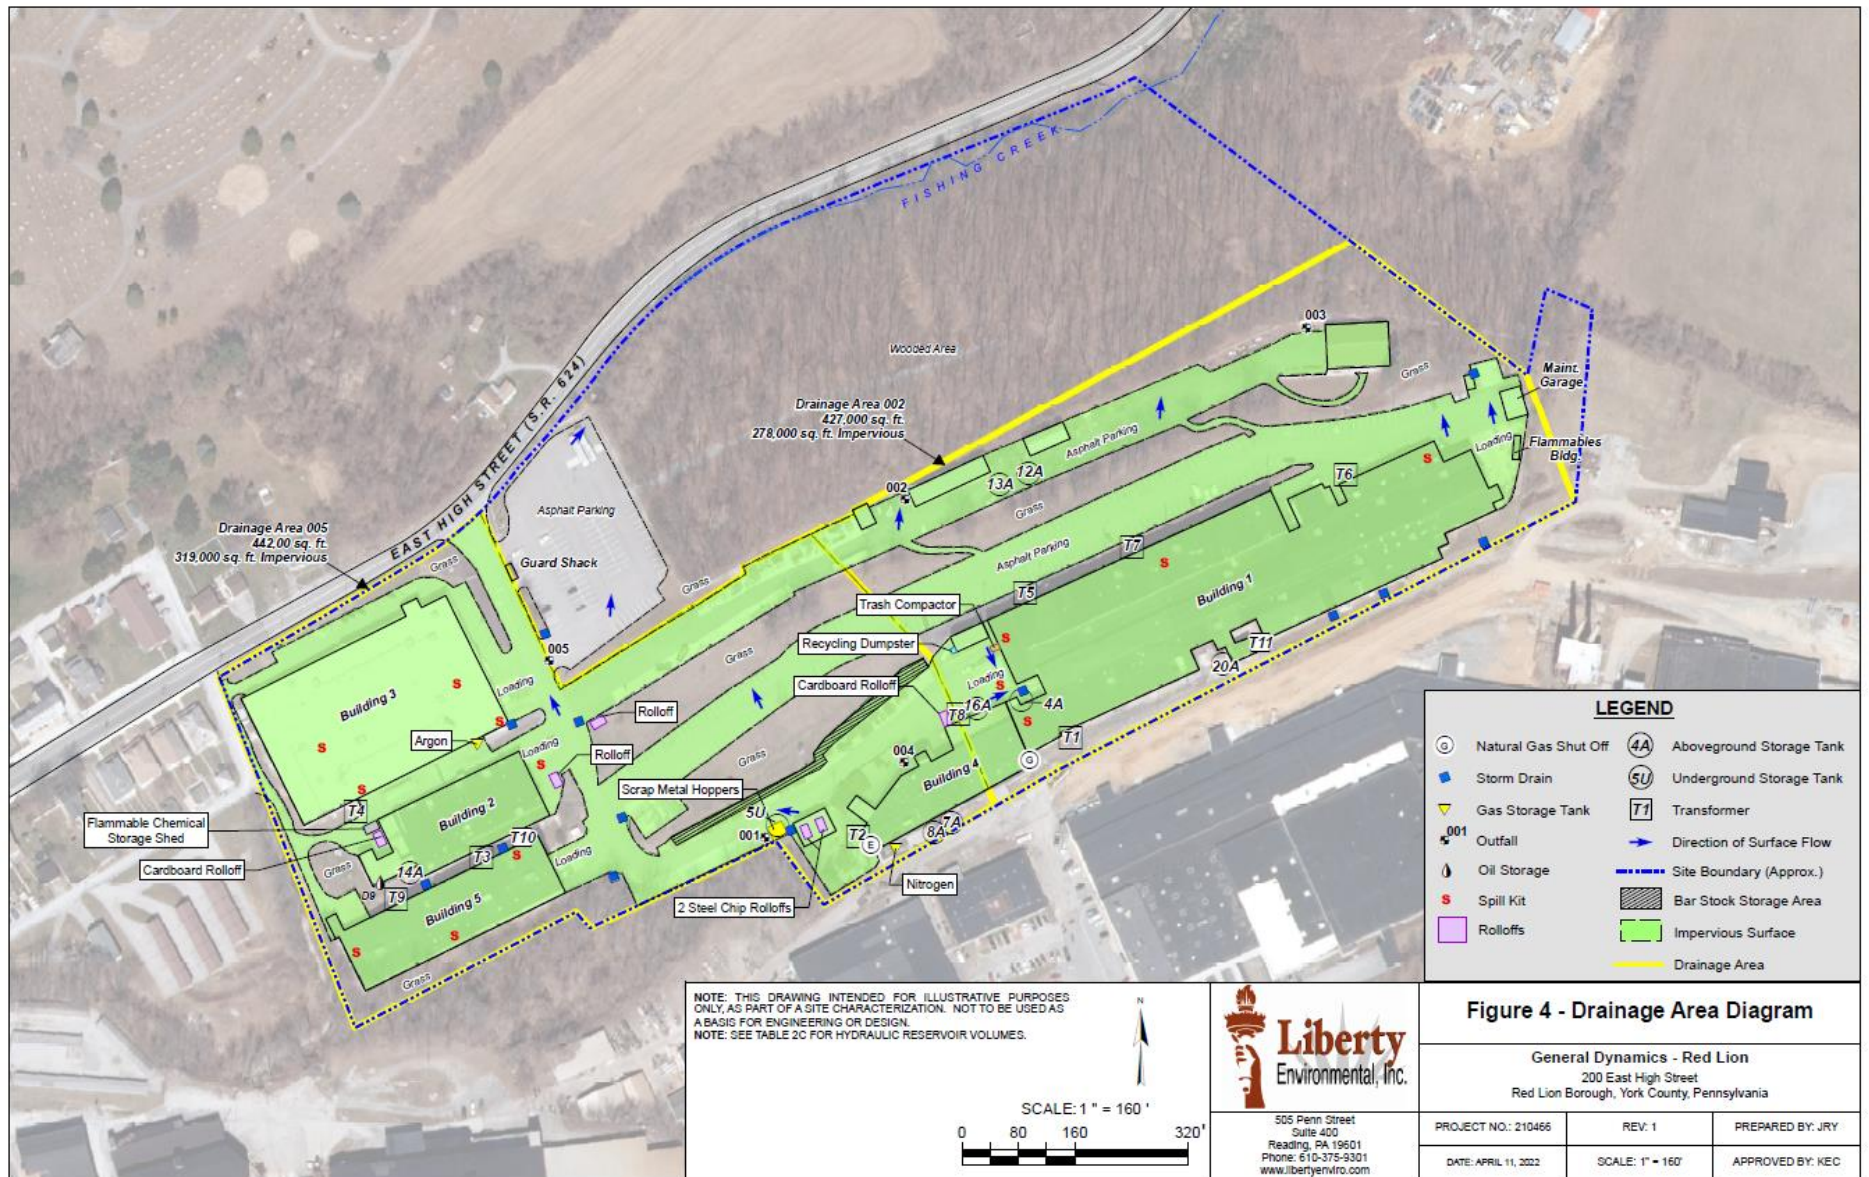 EAST HIGH STREET (S.R. 624)
FISHING CREEK
Wooded Area
003
Grass
Maint.
Garage
Flammables
Bldg.
Loading
Drainage Area 002
427,000 sq. ft.
278,000 sq. ft. Impervious
Asphalt Parking
12A
13A
002
Grass
T6
S
Asphalt Parking
T7
S
T5
Building 1
Drainage Area 005
442,00 sq. ft.
319,000 sq. ft. Impervious
Asphalt Parking
Guard Shack
Grass
Grass
005
Trash Compactor
Recycling Dumpster
Cardboard Rolloff
S
Loading
S
16A
T8
4A
S
T1
G
T11
20A
Grass
Building 3
S
Loading
S
S
Argon
Rolloff
Loading
S
Rolloff
Grass
Scrap Metal Hoppers
004
Building 4
S
T4
Building 2
Flammable Chemical
Storage Shed
Cardboard Rolloff
5U
001
T2
E
7A
8A
T10
S
T3
Loading
Grass
14A
D9
T9
Building 5
Nitrogen
2 Steel Chip Rolloffs
S
S
Grass
LEGEND
G Natural Gas Shut Off
4A Aboveground Storage Tank
Storm Drain
5U Underground Storage Tank
Gas Storage Tank
T1 Transformer
001 Outfall
Direction of Surface Flow
Oil Storage
Site Boundary (Approx.)
S Spill Kit
Bar Stock Storage Area
Rolloffs
Impervious Surface
Drainage Area
NOTE: THIS DRAWING INTENDED FOR ILLUSTRATIVE PURPOSES
ONLY, AS PART OF A SITE CHARACTERIZATION. NOT TO BE USED AS
A BASIS FOR ENGINEERING OR DESIGN.
NOTE: SEE TABLE 2C FOR HYDRAULIC RESERVOIR VOLUMES.
N
SCALE: 1 " = 160 '
0 80 160 320'
Liberty
Environmental, Inc.
505 Penn Street
Suite 400
Reading, PA 19601
Phone: 610-375-9301
www.libertyenviro.com
Figure 4 - Drainage Area Diagram
General Dynamics - Red Lion
200 East High Street
Red Lion Borough, York County, Pennsylvania
PROJECT NO.: 210466
REV: 1
PREPARED BY: JRY
DATE: APRIL 11, 2022
SCALE: 1" = 160'
APPROVED BY: KEC